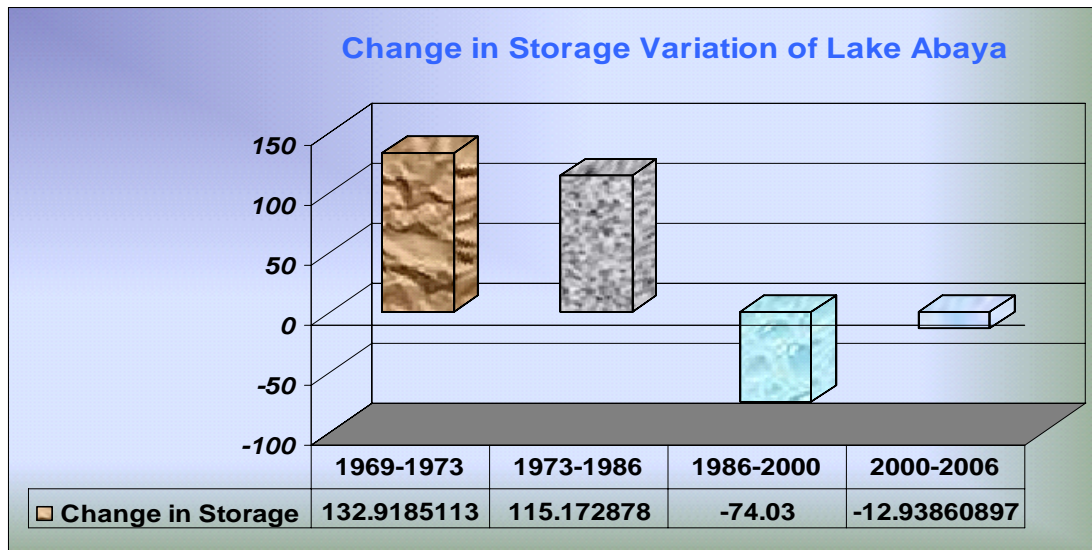 Change in Storage Variation of Lake Abaya
150
100
50
0
-50
-100
1969-1973 1973-1986 1986-2000 2000-2006
Change in Storage 132.9185113 115.172878 -74.03 -12.93860897